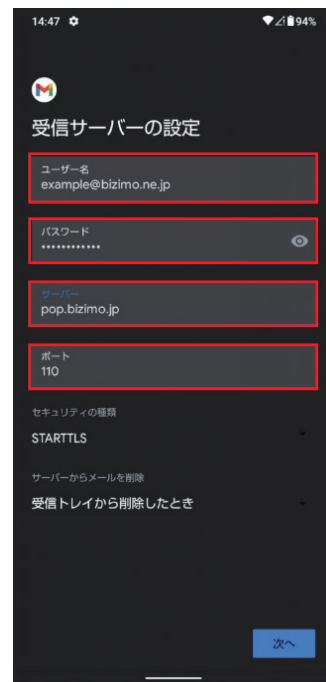 14:47 94%
受信サーバーの設定
ユーザー名
example@bizimo.ne.jp
パスワード
••••••••••••
サーバー
pop.bizimo.jp
ポート
110
セキュリティの種類
STARTTLS
サーバーからメールを削除
受信トレイから削除したとき
次へ